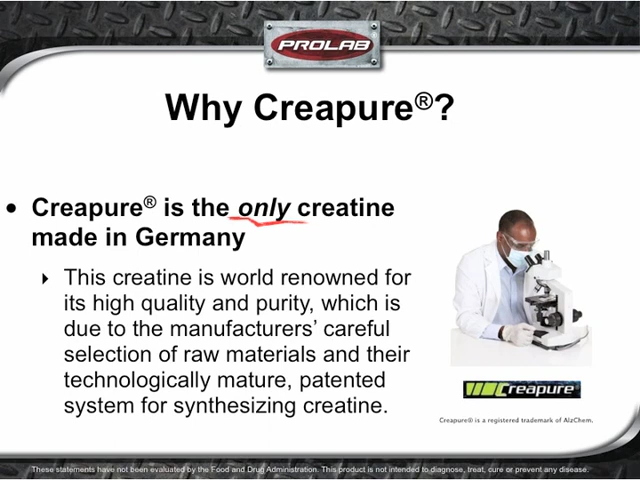 PROLAB
Why Creapure®?
• Creapure® is the only creatine
made in Germany
This creatine is world renowned for
its high quality and purity, which is
due to the manufacturers' careful
selection of raw materials and their
technologically mature, patented
system for synthesizing creatine.
Creapure
Creapure® is a registered trademark of AlzChem.
These statements have not been evaluated by the Food and Drug Administration. This product is not intended to diagnose, treat, cure or prevent any disease.